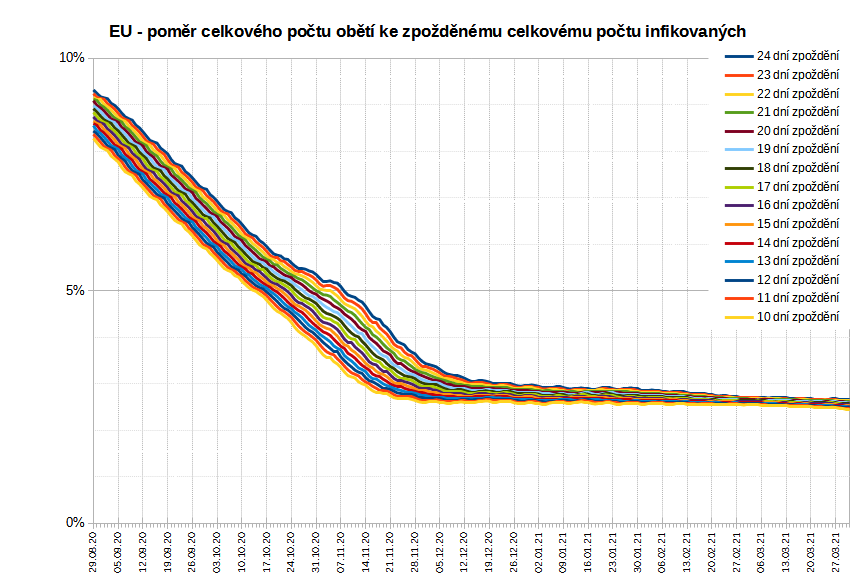 EU - poměr celkového počtu obětí ke zpožděnému celkovému počtu infikovaných
10%
5%
0%
24 dní zpoždění
23 dní zpoždění
22 dní zpoždění
21 dní zpoždění
20 dní zpoždění
19 dní zpoždění
18 dní zpoždění
17 dní zpoždění
16 dní zpoždění
15 dní zpoždění
14 dní zpoždění
13 dní zpoždění
12 dní zpoždění
11 dní zpoždění
10 dní zpoždění
29.08.20
05.09.20
12.09.20
19.09.20
26.09.20
03.10.20
10.10.20
17.10.20
24.10.20
31.10.20
07.11.20
14.11.20
21.11.20
28.11.20
05.12.20
12.12.20
19.12.20
26.12.20
02.01.21
09.01.21
16.01.21
23.01.21
30.01.21
06.02.21
13.02.21
20.02.21
27.02.21
06.03.21
13.03.21
20.03.21
27.03.21